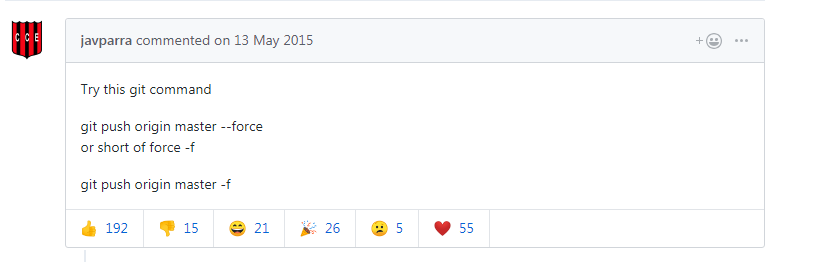 CCE
javparra commented on 13 May 2015
Try this git command
git push origin master --force
or short of force -f
git push origin master -f
192 15 21 26 5 55